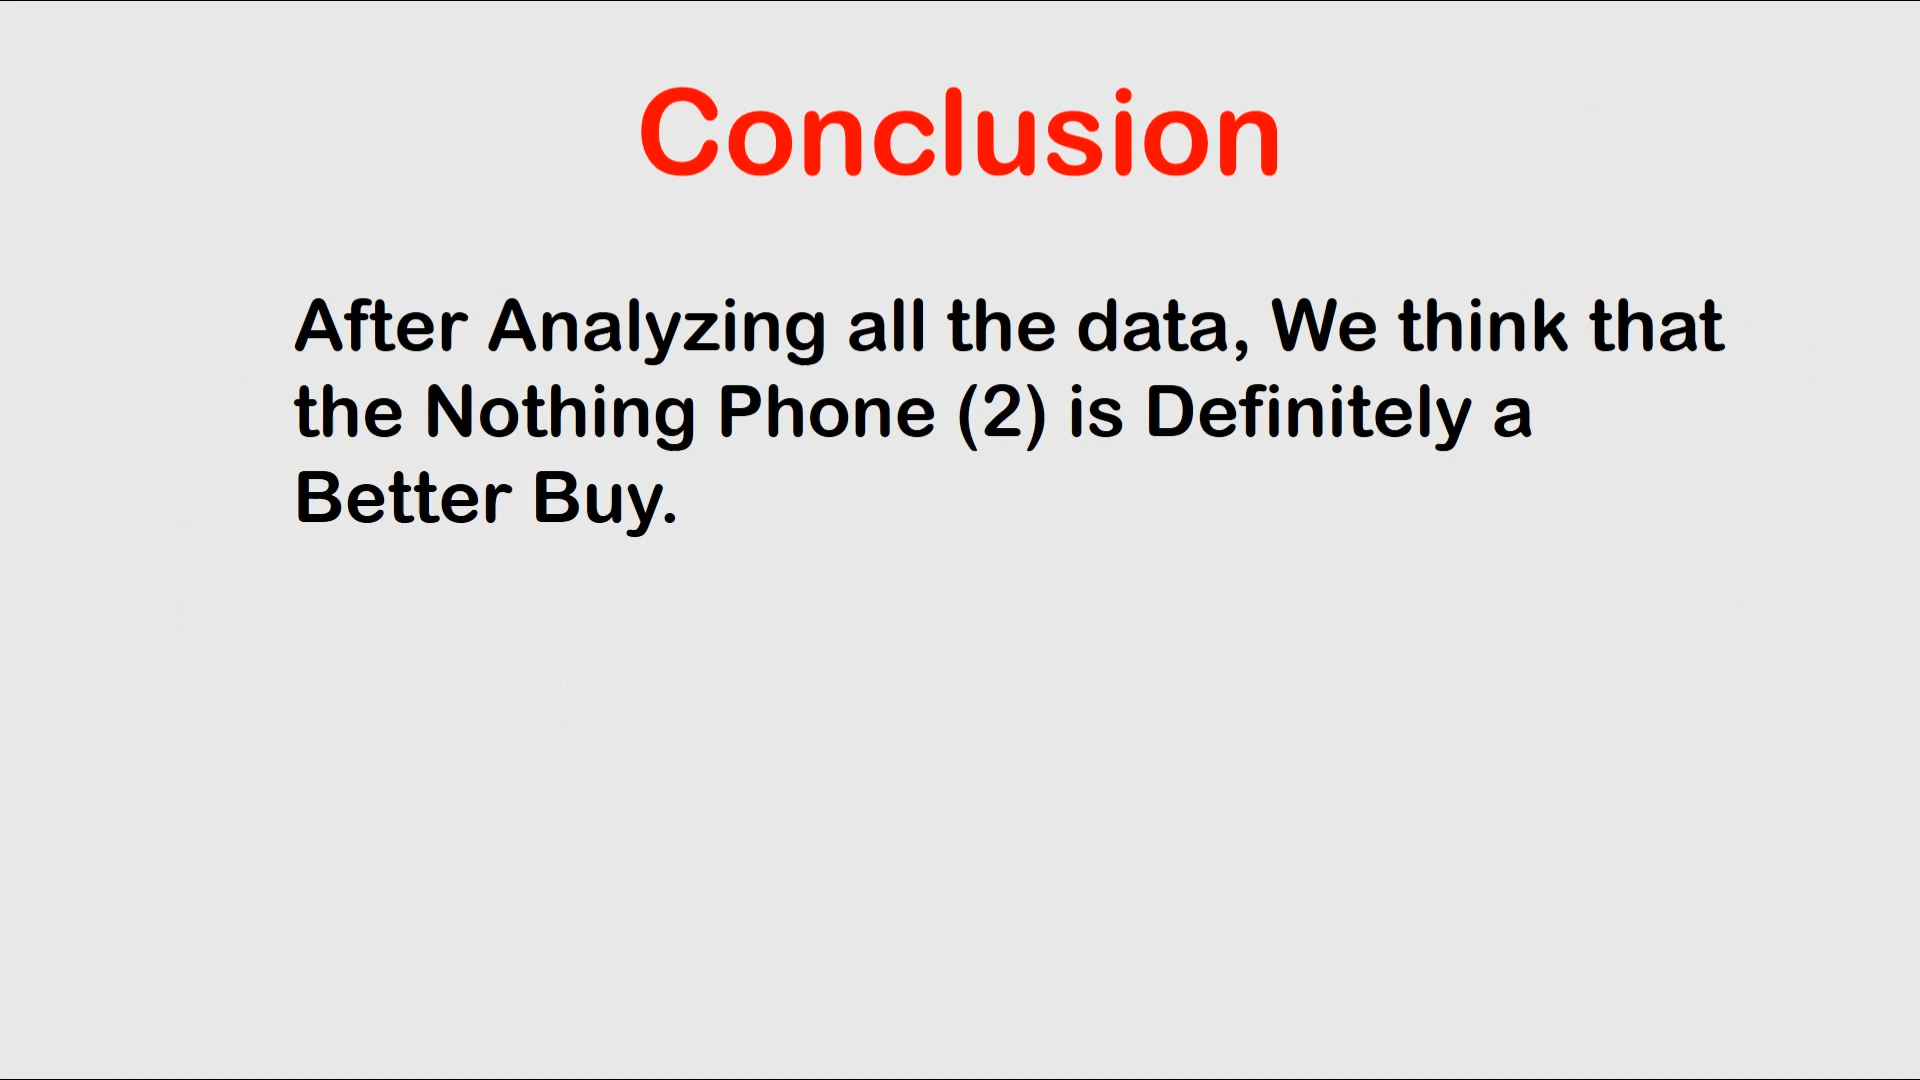 Conclusion
After Analyzing all the data, We think that
the Nothing Phone (2) is Definitely a
Better Buy.